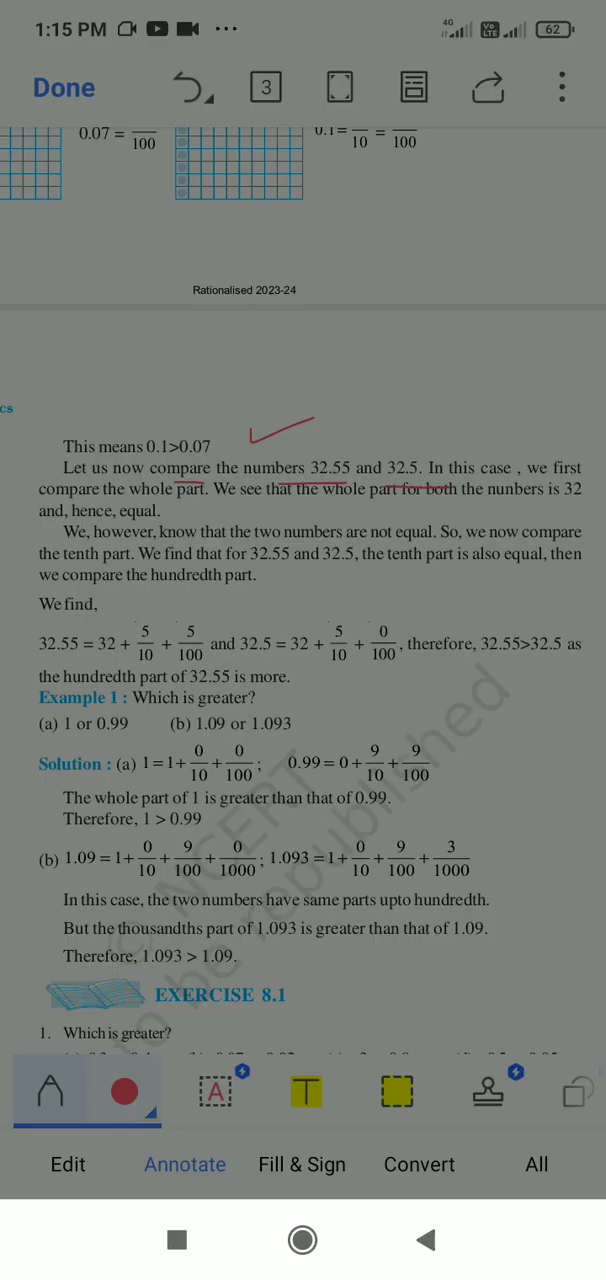 1:15 PM
4G
Vo LTE
62
Done
3
0.07 = /100
0.1 = /10 = /100
Rationalised 2023-24
cs
This means 0.1>0.07
Let us now compare the numbers 32.55 and 32.5. In this case , we first
compare the whole part. We see that the whole part for both the nunbers is 32
and, hence, equal.
We, however, know that the two numbers are not equal. So, we now compare
the tenth part. We find that for 32.55 and 32.5, the tenth part is also equal, then
we compare the hundredth part.
We find,
32.55 = 32 + 5/10 + 5/100 and 32.5 = 32 + 5/10 + 0/100, therefore, 32.55>32.5 as
the hundredth part of 32.55 is more.
Example 1 : Which is greater?
(a) 1 or 0.99 (b) 1.09 or 1.093
Solution : (a) 1 = 1+ 0/10 + 0/100 ; 0.99 = 0 + 9/10 + 9/100
The whole part of 1 is greater than that of 0.99.
Therefore, 1 > 0.99
(b) 1.09 = 1+ 0/10 + 9/100 + 0/1000 ; 1.093 = 1+ 0/10 + 9/100 + 3/1000
In this case, the two numbers have same parts upto hundredth.
But the thousandths part of 1.093 is greater than that of 1.09.
Therefore, 1.093 > 1.09.
© NCERT
to be republished
EXERCISE 8.1
1. Which is greater?
A
T
Edit
Annotate
Fill & Sign
Convert
All